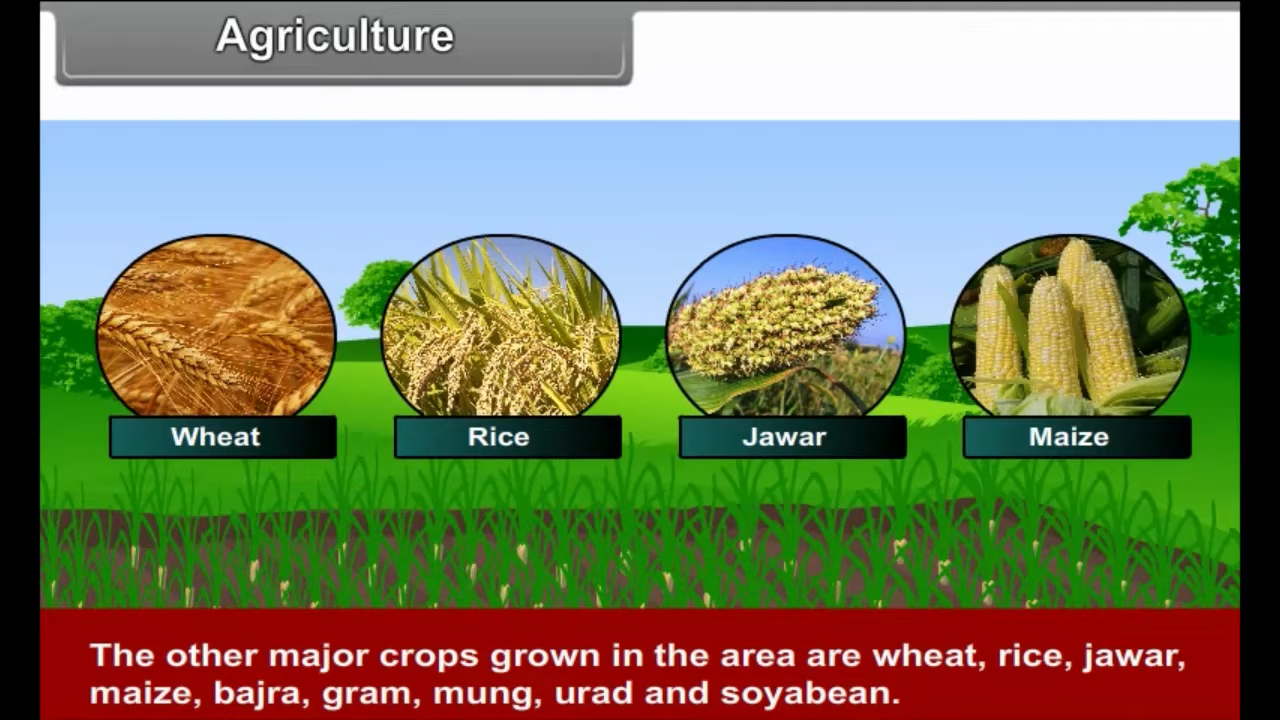 Agriculture
Wheat
Rice
Jawar
Maize
The other major crops grown in the area are wheat, rice, jawar,
maize, bajra, gram, mung, urad and soyabean.